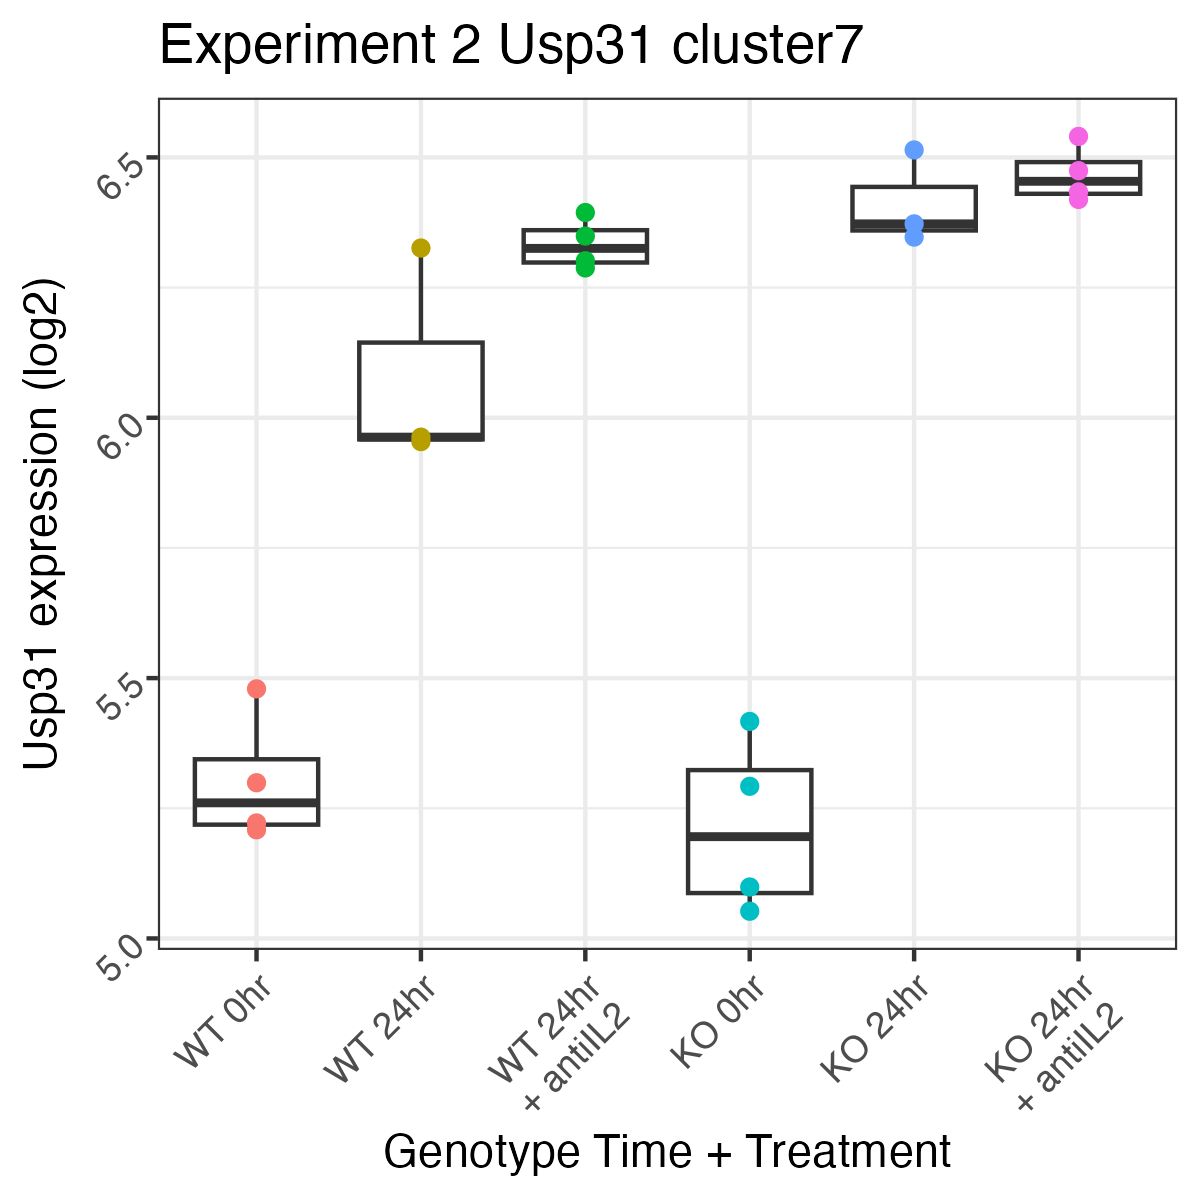 Experiment 2 Usp31 cluster7
Usp31 expression (log2)
6.5
6.0
5.5
5.0
WT 0hr
WT 24hr
WT 24hr
+ antiIL2
KO 0hr
KO 24hr
KO 24hr
+ antiIL2
Genotype Time + Treatment